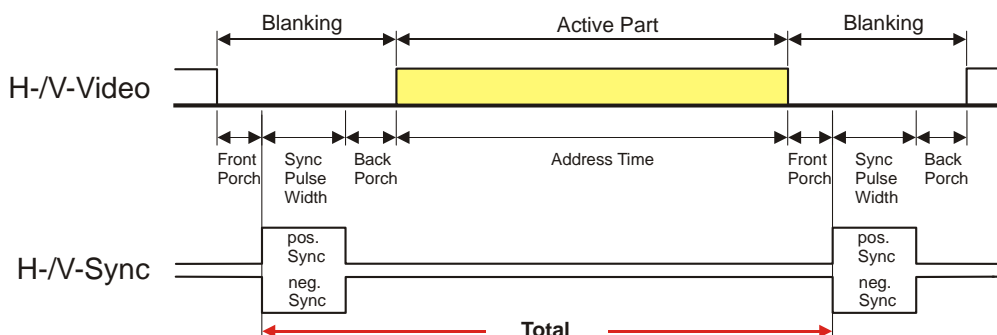 Blanking
Active Part
Blanking
H-/V-Video
Front
Porch
Sync
Pulse
Width
Back
Porch
Address Time
Front
Porch
Sync
Pulse
Width
Back
Porch
H-/V-Sync
pos.
Sync
neg.
Sync
pos.
Sync
neg.
Sync
Total